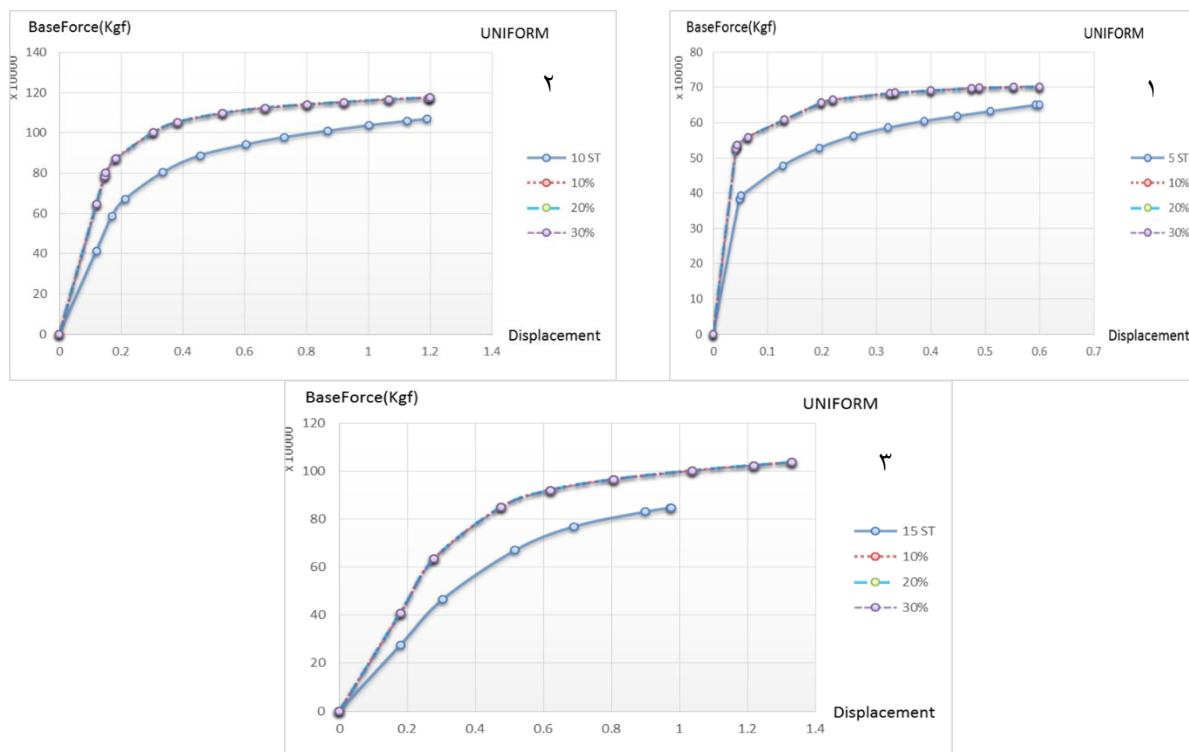 BaseForce(Kgf)
UNIFORM
x 10000
140
120
100
80
60
40
20
0
0 0.2 0.4 0.6 0.8 1 1.2 1.4
Displacement
۲
10 ST
10%
20%
30%
BaseForce(Kgf)
UNIFORM
x 10000
80
70
60
50
40
30
20
10
0
0 0.1 0.2 0.3 0.4 0.5 0.6 0.7
Displacement
۱
5 ST
10%
20%
30%
BaseForce(Kgf)
UNIFORM
x 10000
120
100
80
60
40
20
0
0 0.2 0.4 0.6 0.8 1 1.2 1.4
Displacement
۳
15 ST
10%
20%
30%